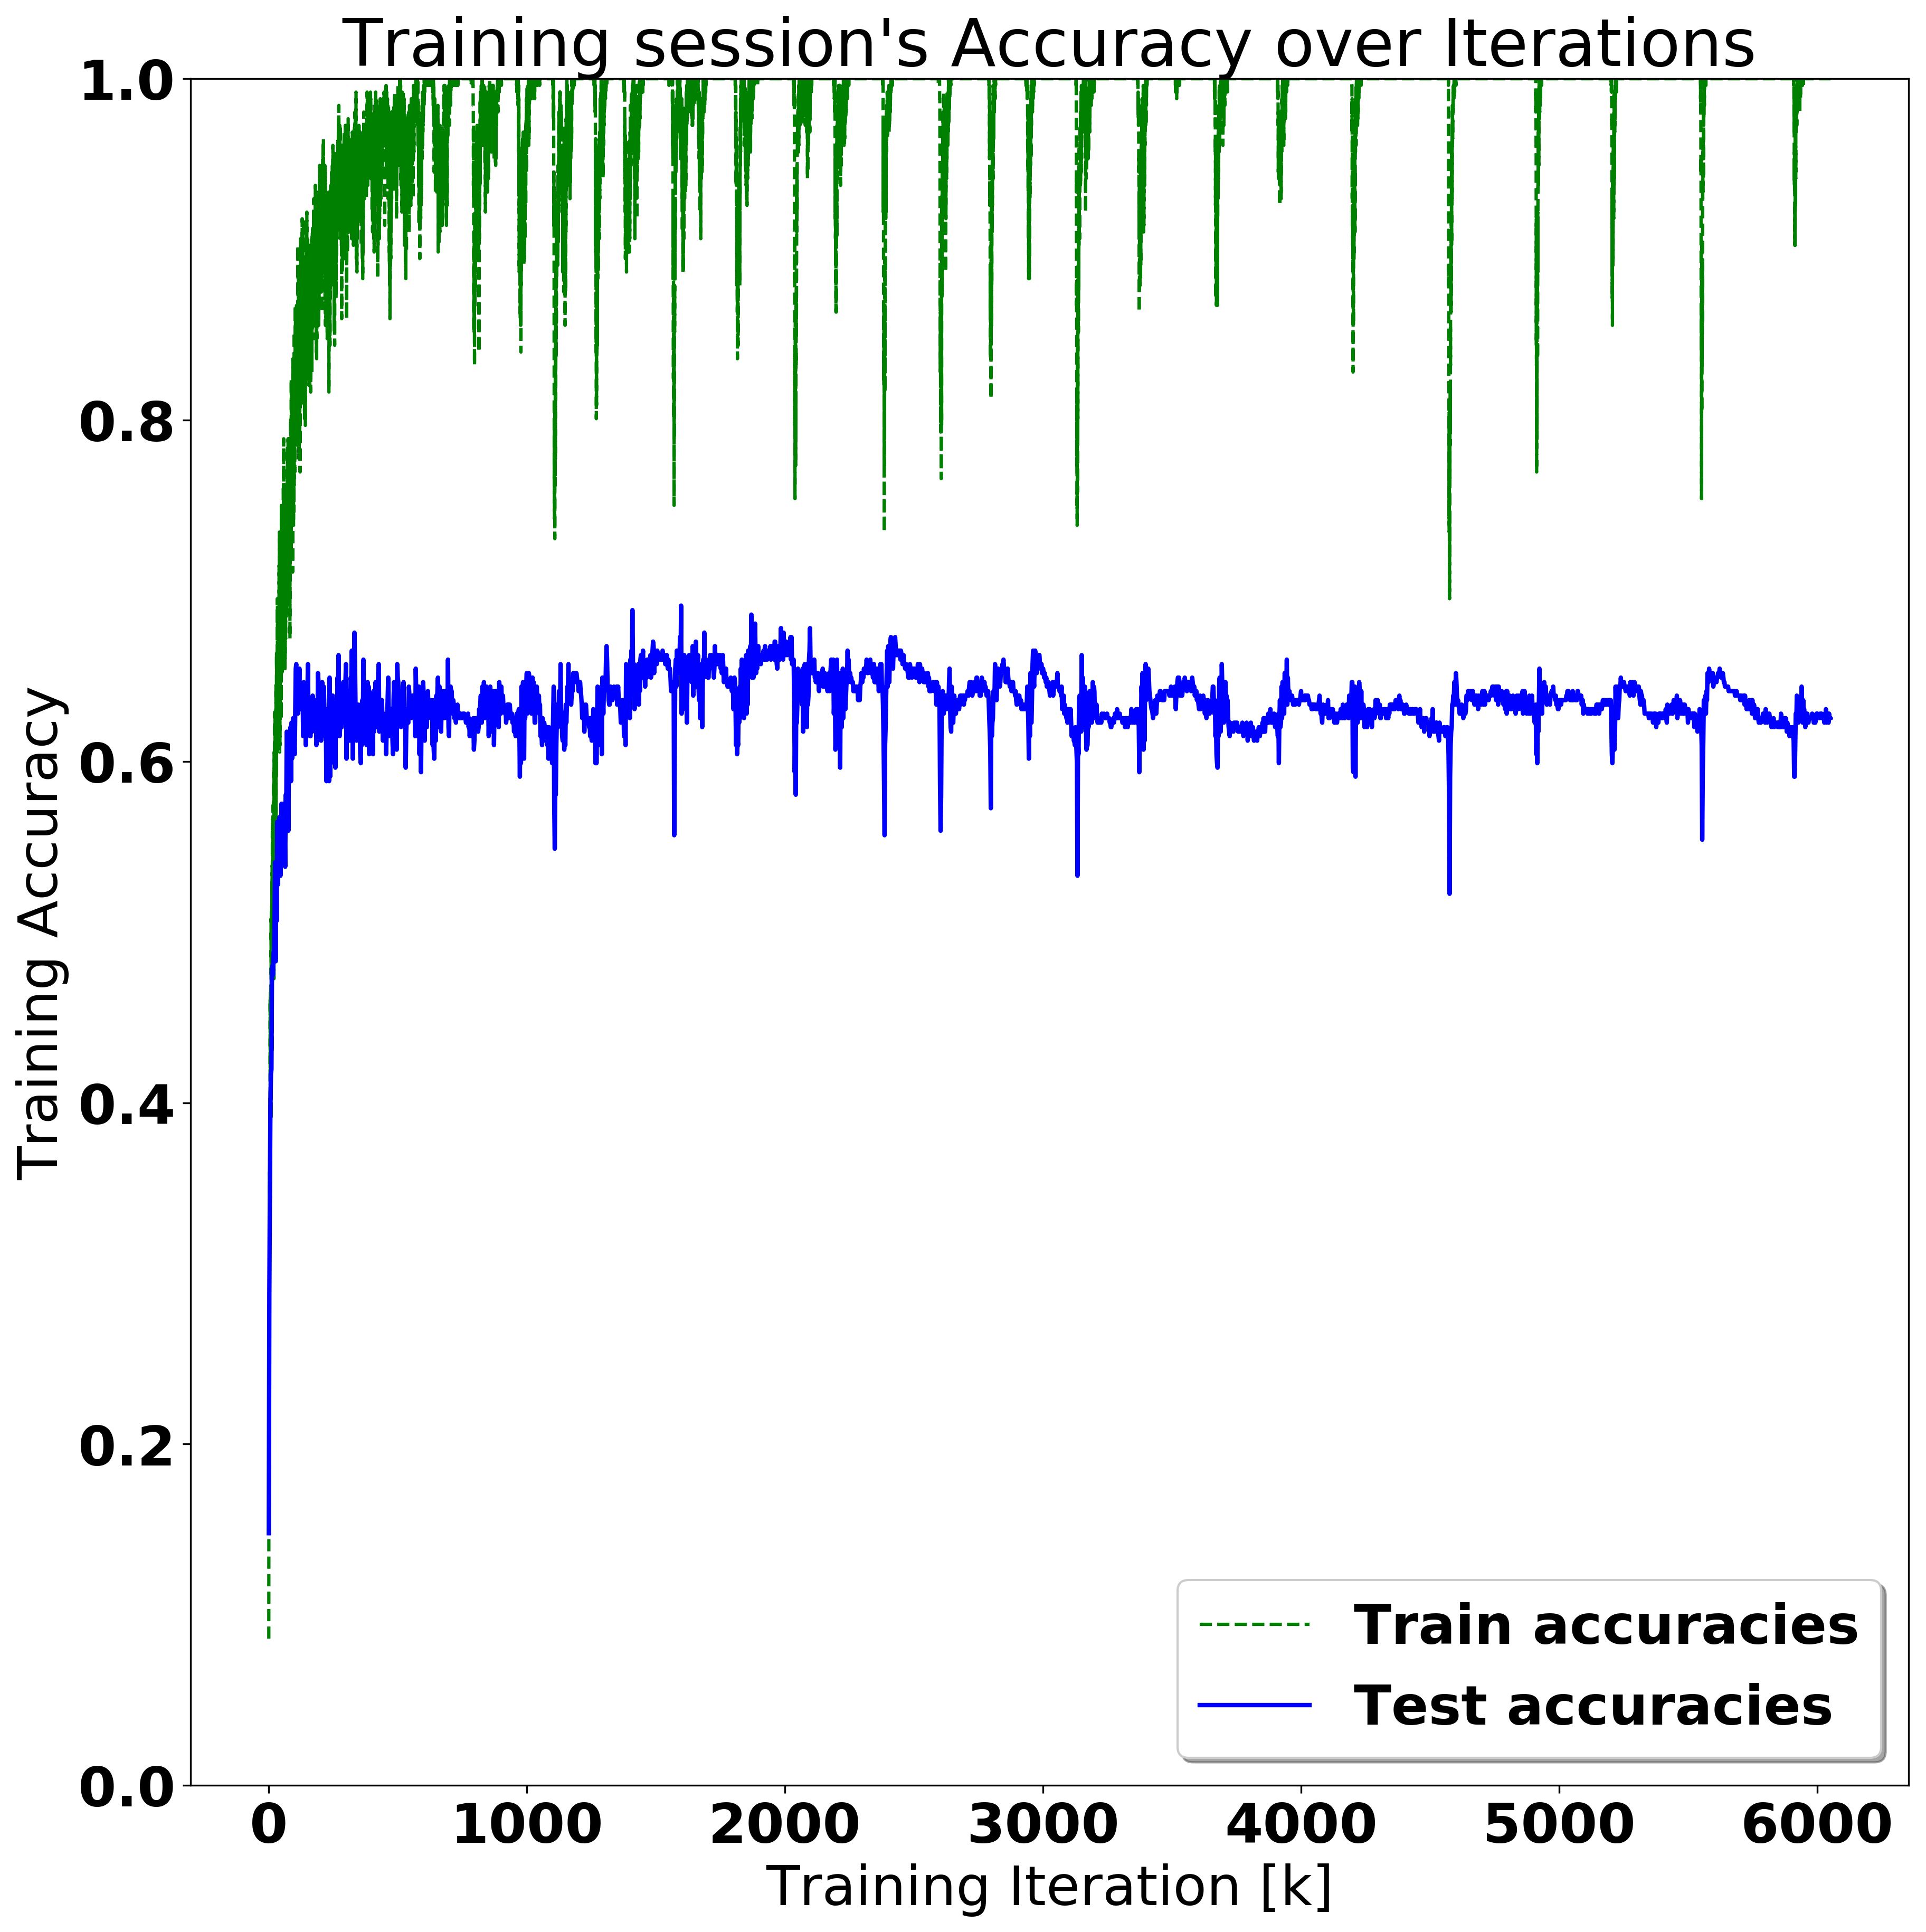 Training session's Accuracy over Iterations
1.0
0.8
0.6
0.4
0.2
0.0
Training Accuracy
0 1000 2000 3000 4000 5000 6000
Training Iteration [k]
Train accuracies
Test accuracies